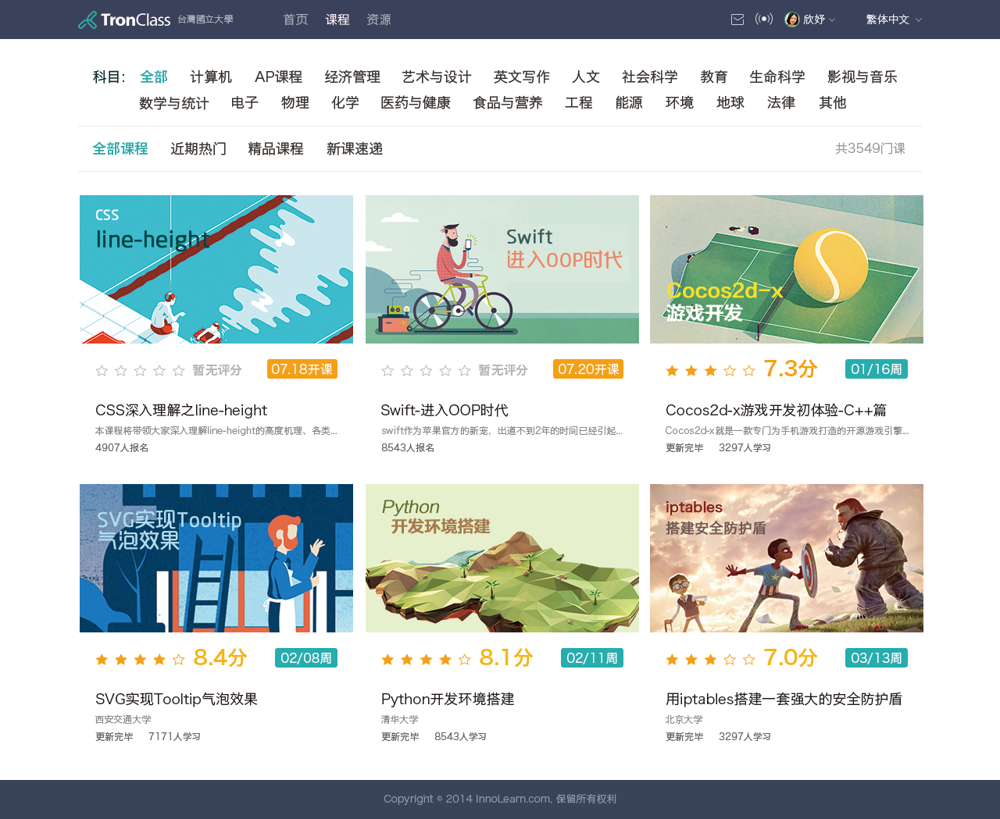 TronClass 台灣國立大學 首页 课程 资源 欣妤 繁体中文
科目： 全部 计算机 AP课程 经济管理 艺术与设计 英文写作 人文 社会科学 教育 生命科学 影视与音乐
数学与统计 电子 物理 化学 医药与健康 食品与营养 工程 能源 环境 地球 法律 其他
全部课程 近期热门 精品课程 新课速递 共3549门课
CSS
line-height
Swift
进入OOP时代
Cocos2d-x
游戏开发
暂无评分 07.18开课
暂无评分 07.20开课
7.3分 01/16周
CSS深入理解之line-height
本课程将带领大家深入理解line-height的高度机理、各类...
4907人报名
Swift-进入OOP时代
swift作为苹果官方的新宠，出道不到2年的时间已经引起...
8543人报名
Cocos2d-x游戏开发初体验-C++篇
Cocos2d-x就是一款专门为手机游戏打造的开源游戏引擎...
更新完毕 3297人学习
SVG实现Tooltip
气泡效果
Python
开发环境搭建
iptables
搭建安全防护盾
8.4分 02/08周
8.1分 02/11周
7.0分 03/13周
SVG实现Tooltip气泡效果
西安交通大学
更新完毕 7171人学习
Python开发环境搭建
清华大学
更新完毕 8543人学习
用iptables搭建一套强大的安全防护盾
北京大学
更新完毕 3297人学习
Copyright © 2014 InnoLearn.com, 保留所有权利